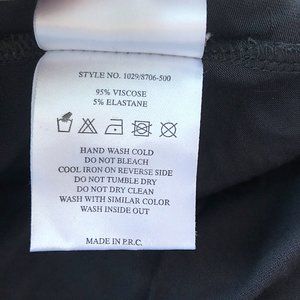 STYLE NO. 1029/8706-500
95% VISCOSE
5% ELASTANE
HAND WASH COLD
DO NOT BLEACH
COOL IRON ON REVERSE SIDE
DO NOT TUMBLE DRY
DO NOT DRY CLEAN
WASH WITH SIMILAR COLOR
WASH INSIDE OUT
MADE IN P.R.C.